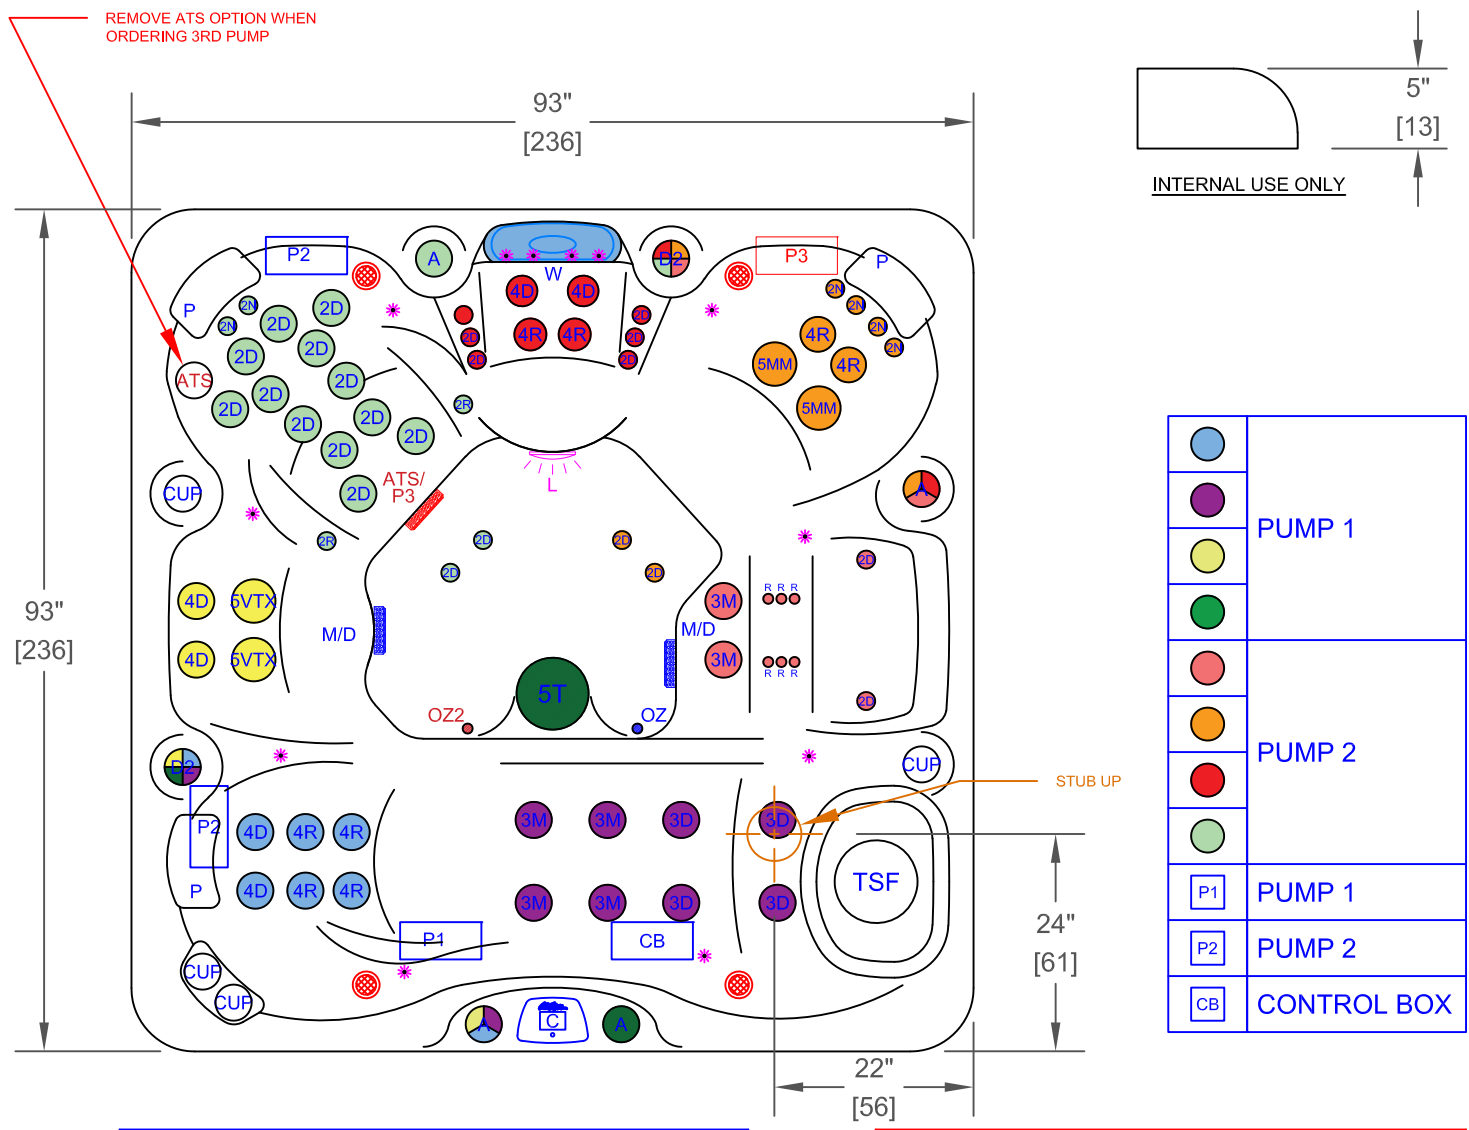 REMOVE ATS OPTION WHEN
ORDERING 3RD PUMP
93"
[236]
5"
[13]
INTERNAL USE ONLY
P2
A
W
D2
P3
P
P
2N
2N
2D
2D
2D
2D
2D
2D
2D
2D
2D
2D
2D
2D
ATS
4D
4D
4R
4R
2D
2D
2D
2D
2D
2N
2N
2N
2N
4R
4R
5MM
5MM
2R
CUP
ATS/
P3
L
A
2R
2D
2D
2D
2D
2D
93"
[236]
4D
5VTX
4D
5VTX
M/D
M/D
3M
3M
R R R
R R R
2D
5T
OZ2
OZ
D2
CUP
STUB UP
P2
P
4D
4R
4R
4D
4R
4R
3M
3M
3D
3D
3M
3M
3D
3D
TSF
24"
[61]
P1
CB
CUP
CUP
A
C
A
22"
[56]
PUMP 1
PUMP 2
P1
PUMP 1
P2
PUMP 2
CB
CONTROL BOX